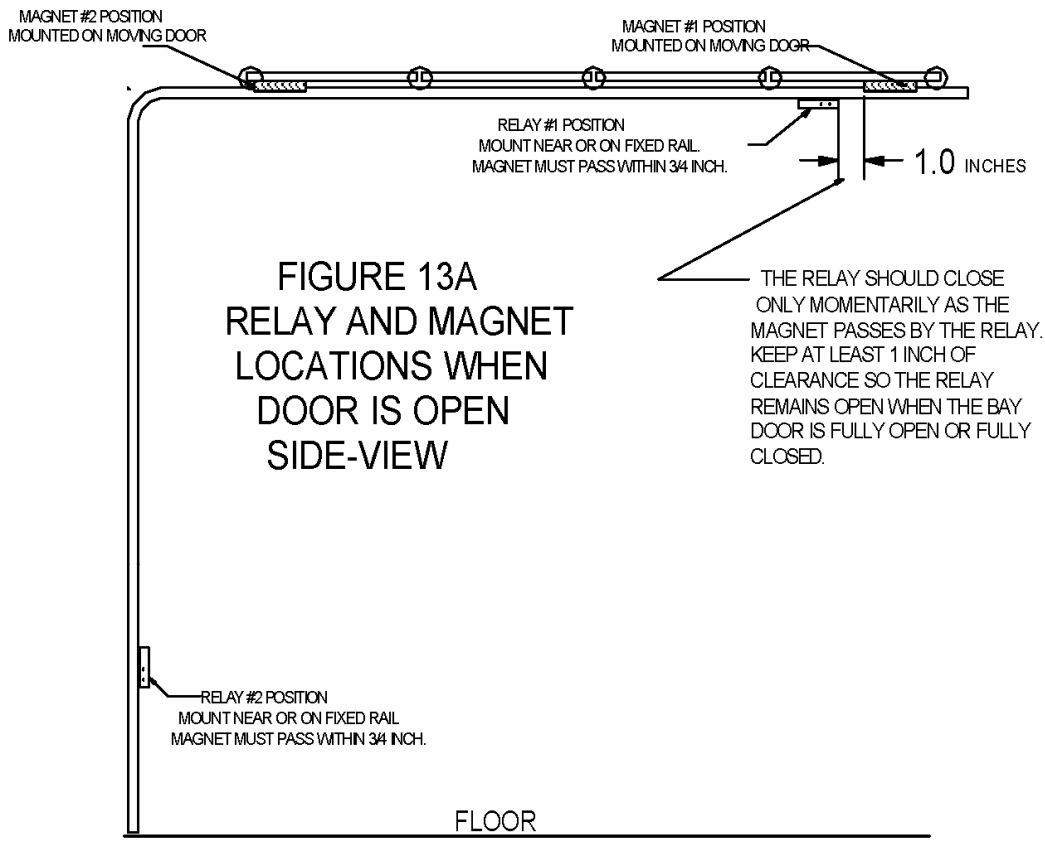 MAGNET #2 POSITION
MOUNTED ON MOVING DOOR
MAGNET #1 POSITION
MOUNTED ON MOVING DOOR
RELAY #1 POSITION
MOUNT NEAR OR ON FIXED RAIL.
MAGNET MUST PASS WITHIN 3/4 INCH.
1.0 INCHES
FIGURE 13A
RELAY AND MAGNET
LOCATIONS WHEN
DOOR IS OPEN
SIDE-VIEW
THE RELAY SHOULD CLOSE
ONLY MOMENTARILY AS THE
MAGNET PASSES BY THE RELAY.
KEEP AT LEAST 1 INCH OF
CLEARANCE SO THE RELAY
REMAINS OPEN WHEN THE BAY
DOOR IS FULLY OPEN OR FULLY
CLOSED.
RELAY #2 POSITION
MOUNT NEAR OR ON FIXED RAIL
MAGNET MUST PASS WITHIN 3/4 INCH.
FLOOR